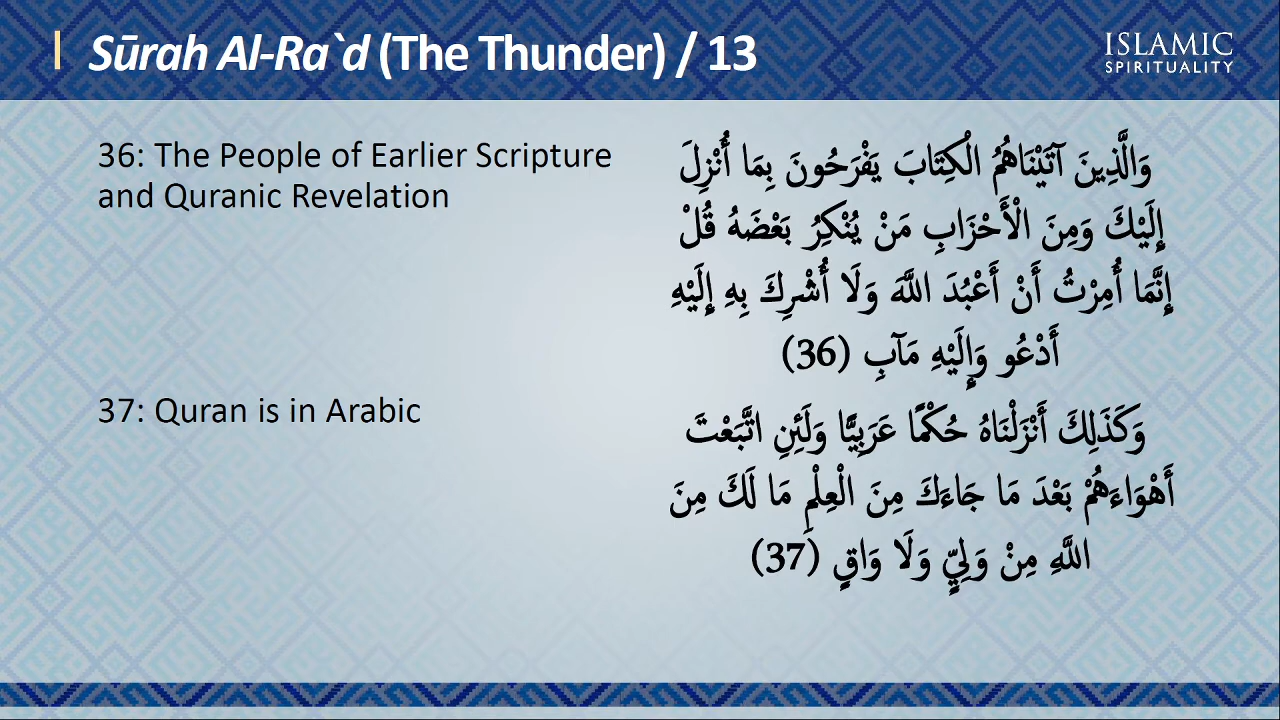 Sūrah Al-Ra`d (The Thunder) / 13
ISLAMIC
SPIRITUALITY
36: The People of Earlier Scripture
and Quranic Revelation
وَالَّذِينَ آتَيْنَاهُمُ الْكِتَابَ يَفْرَحُونَ بِمَا أُنْزِلَ
إِلَيْكَ وَمِنَ الْأَحْزَابِ مَنْ يُنْكِرُ بَعْضَهُ قُلْ
إِنَّمَا أُمِرْتُ أَنْ أَعْبُدَ اللَّهَ وَلَا أُشْرِكَ بِهِ إِلَيْهِ
أَدْعُو وَإِلَيْهِ مَآبِ (36)
37: Quran is in Arabic
وَكَذَلِكَ أَنْزَلْنَاهُ حُكْمًا عَرَبِيًّا وَلَئِنِ اتَّبَعْتَ
أَهْوَاءَهُمْ بَعْدَ مَا جَاءَكَ مِنَ الْعِلْمِ مَا لَكَ مِنَ
اللَّهِ مِنْ وَلِيٍّ وَلَا وَاقٍ (37)